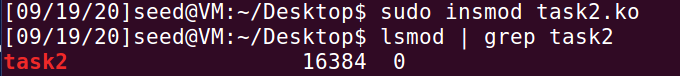 [09/19/20]seed@VM:~/Desktop$ sudo insmod task2.ko
[09/19/20]seed@VM:~/Desktop$ lsmod | grep task2
task2                  16384  0